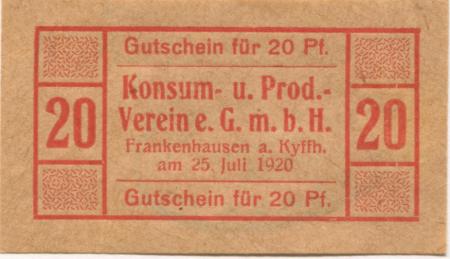 Gutschein für 20 Pf.
20
Konsum- u. Prod.-
Verein e. G. m. b. H.
20
Frankenhausen a. Kyffh.
am 25. Juli 1920
Gutschein für 20 Pf.